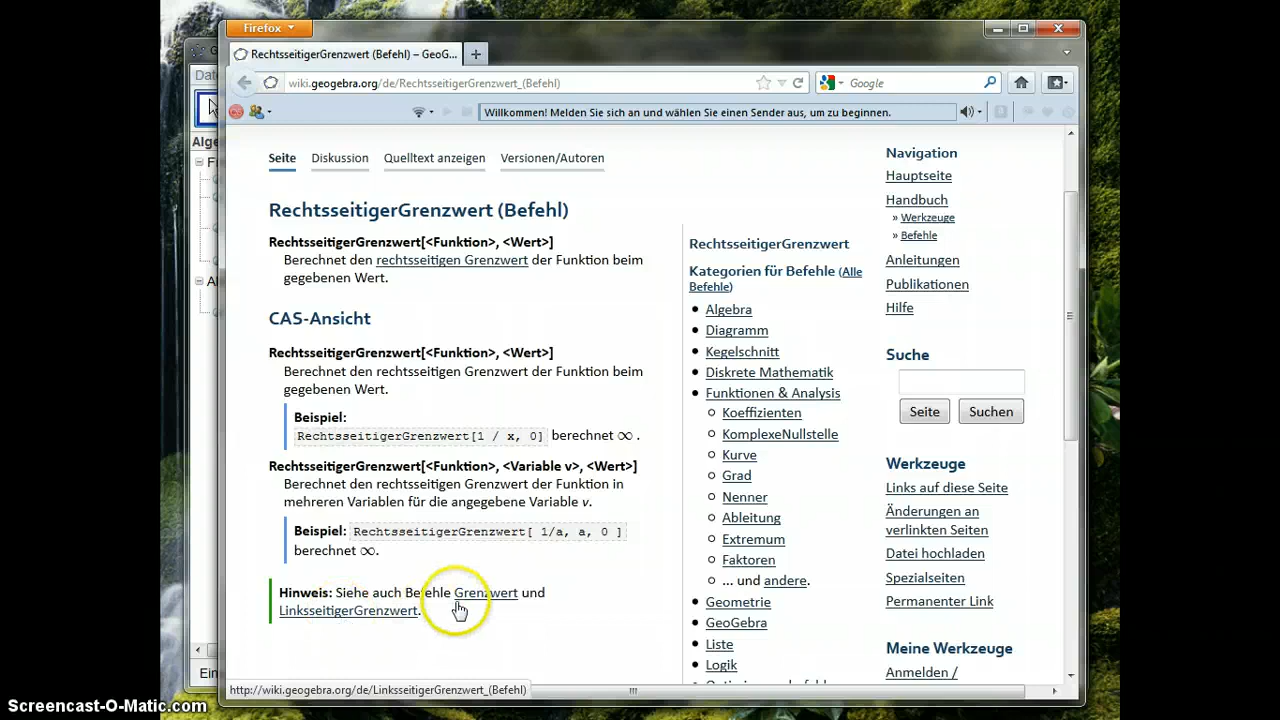 Firefox
RechtsseitigerGrenzwert (Befehl) – GeoG...
wiki.geogebra.org/de/RechtsseitigerGrenzwert_(Befehl)
Google
Willkommen! Melden Sie sich an und wählen Sie einen Sender aus, um zu beginnen.
Date
Alge
F
Al
Ein
Seite Diskussion Quelltext anzeigen Versionen/Autoren
RechtsseitigerGrenzwert (Befehl)
RechtsseitigerGrenzwert[<Funktion>, <Wert>]
Berechnet den rechtseitigen Grenzwert der Funktion beim
gegebenen Wert.
CAS-Ansicht
RechtsseitigerGrenzwert[<Funktion>, <Wert>]
Berechnet den rechtsseitigen Grenzwert der Funktion beim
gegebenen Wert.
Beispiel:
RechtsseitigerGrenzwert[1 / x, 0] berechnet ∞ .
RechtsseitigerGrenzwert[<Funktion>, <Variable v>, <Wert>]
Berechnet den rechtsseitigen Grenzwert der Funktion in
mehreren Variablen für die angegebene Variable v.
Beispiel: RechtsseitigerGrenzwert[ 1/a, a, 0 ]
berechnet ∞.
Hinweis: Siehe auch Befehle Grenzwert und
LinksseitigerGrenzwert.
RechtsseitigerGrenzwert
Kategorien für Befehle (Alle
Befehle)
Algebra
Diagramm
Kegelschnitt
Diskrete Mathematik
Funktionen & Analysis
Koeffizienten
KomplexeNullstelle
Kurve
Grad
Nenner
Ableitung
Extremum
Faktoren
... und andere.
Geometrie
GeoGebra
Liste
Logik
Navigation
Hauptseite
Handbuch
» Werkzeuge
» Befehle
Anleitungen
Publikationen
Hilfe
Suche
Seite Suchen
Werkzeuge
Links auf diese Seite
Änderungen an
verlinkten Seiten
Datei hochladen
Spezialseiten
Permanenter Link
Meine Werkzeuge
Anmelden /
http://wiki.geogebra.org/de/LinksseitigerGrenzwert_(Befehl)
Screencast-O-Matic.com